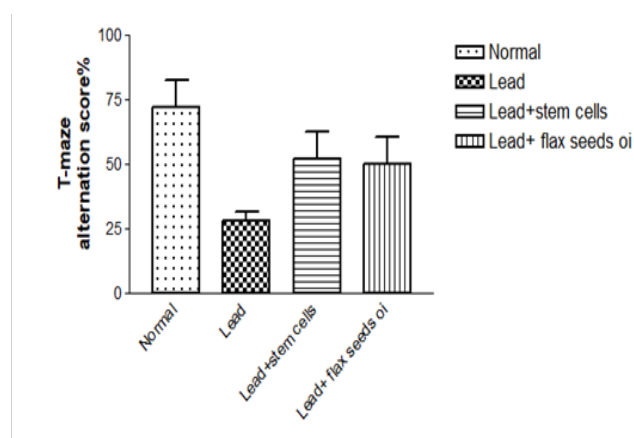 T-maze
alternation score%
100
75
50
25
0
Normal
Lead
Lead+stem cells
Lead+ flax seeds oi
Normal
Lead
Lead+stem cells
Lead+ flax seeds oi